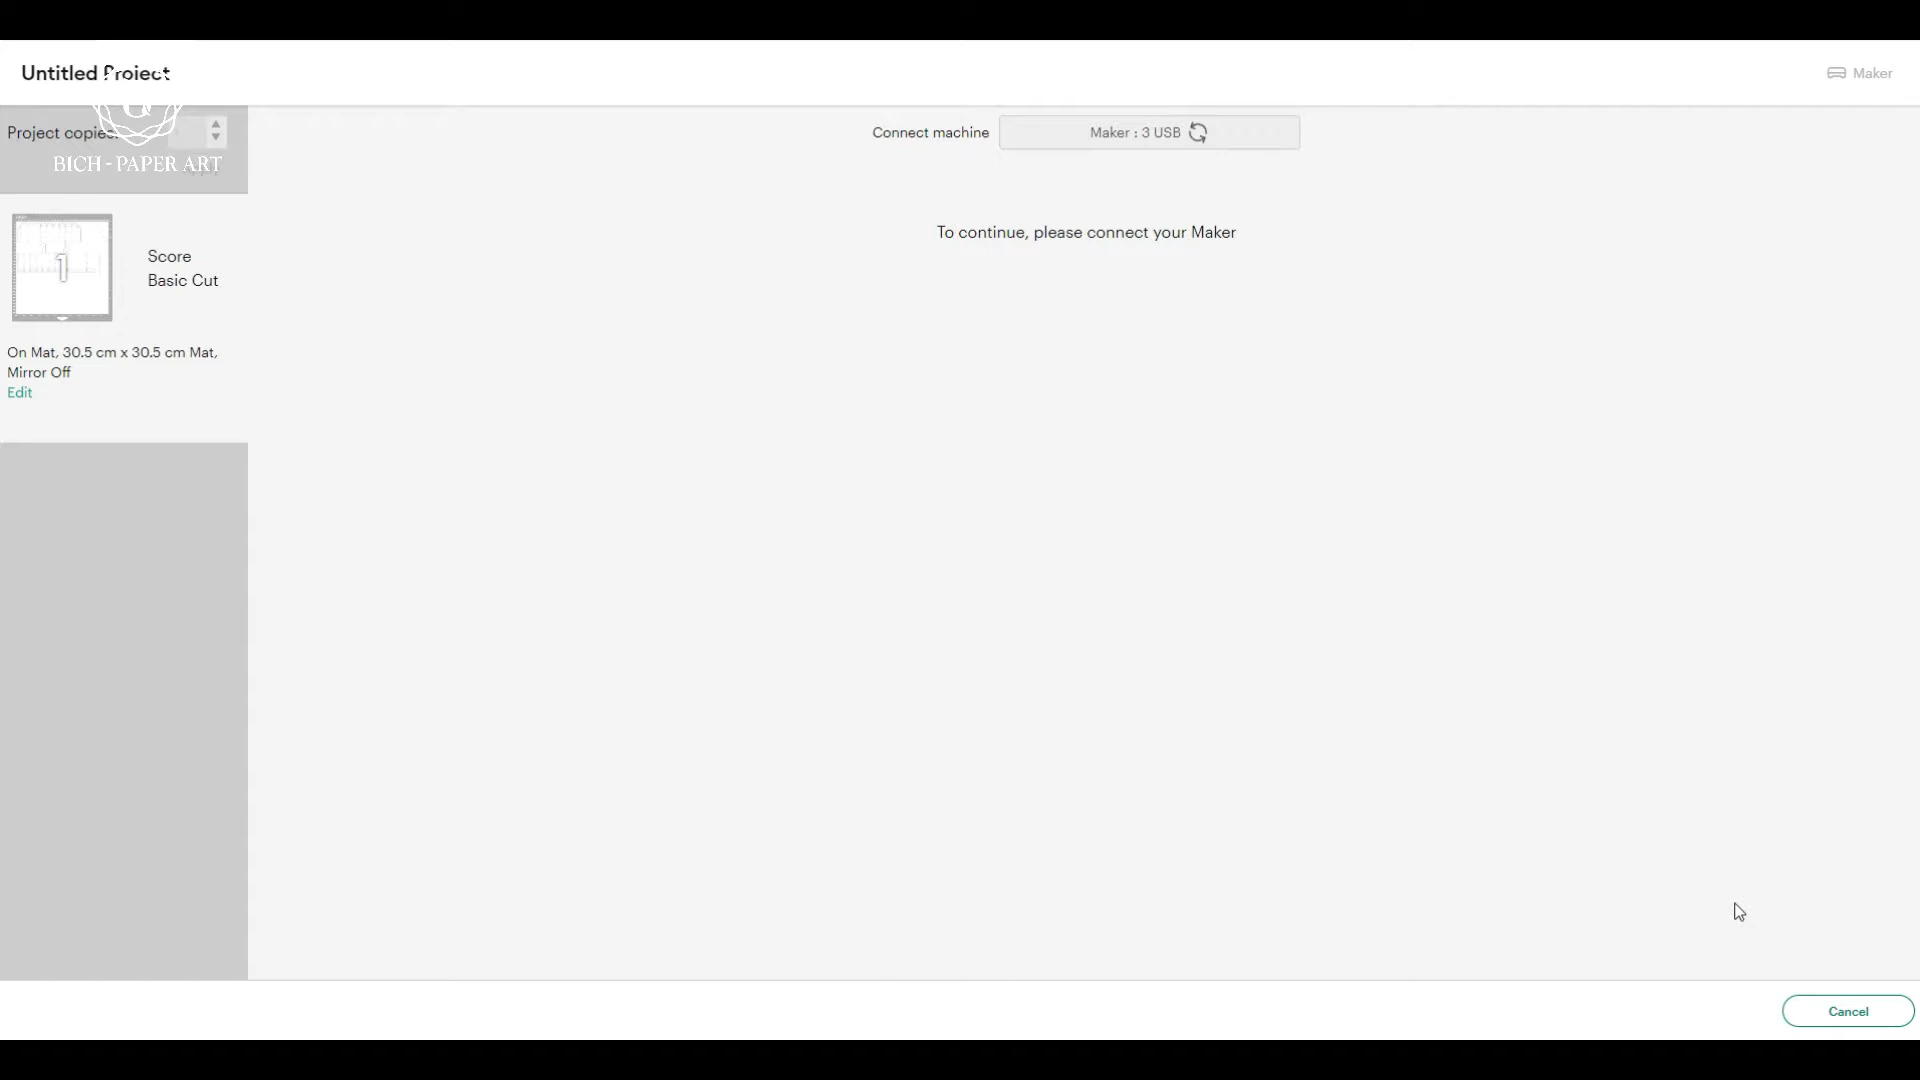 Untitled Project
Maker
Project copies:
Connect machine
Maker : 3 USB
BICH - PAPER ART
To continue, please connect your Maker
1
Score
Basic Cut
On Mat, 30.5 cm x 30.5 cm Mat,
Mirror Off
Edit
Cancel